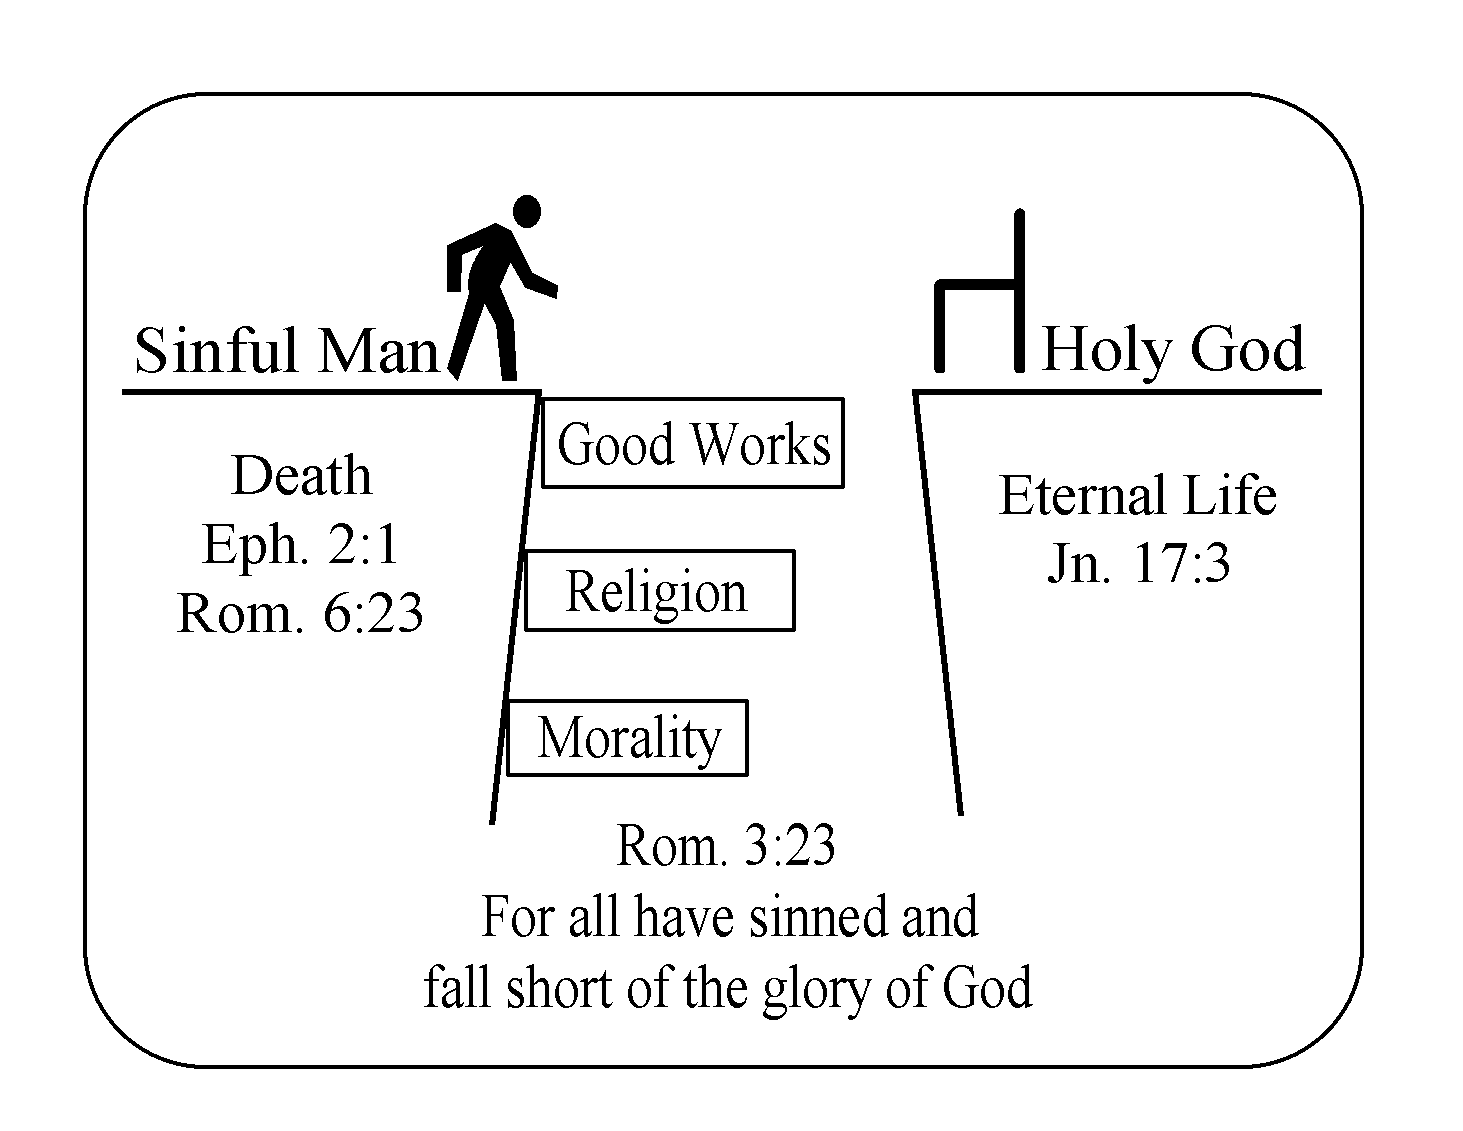 Sinful Man
Holy God
Death
Eph. 2:1
Rom. 6:23
Good Works
Religion
Morality
Eternal Life
Jn. 17:3
Rom. 3:23
For all have sinned and
fall short of the glory of God